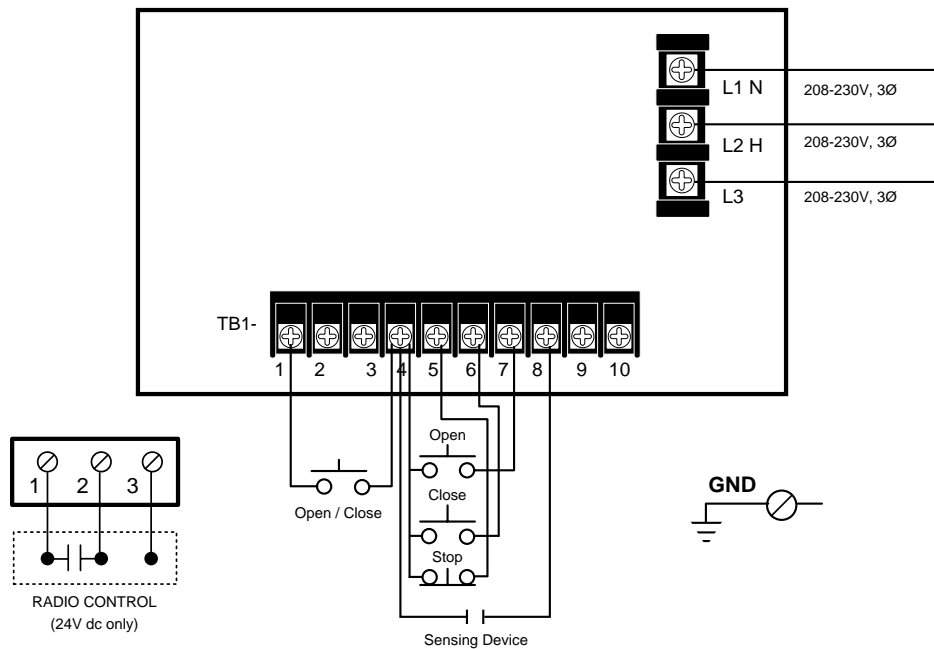 L1 N
208-230V, 3Ø
L2 H
208-230V, 3Ø
L3
208-230V, 3Ø
TB1-
1 2 3 4 5 6 7 8 9 10
Open
Close
Stop
Open / Close
Sensing Device
1 2 3
RADIO CONTROL
(24V dc only)
GND